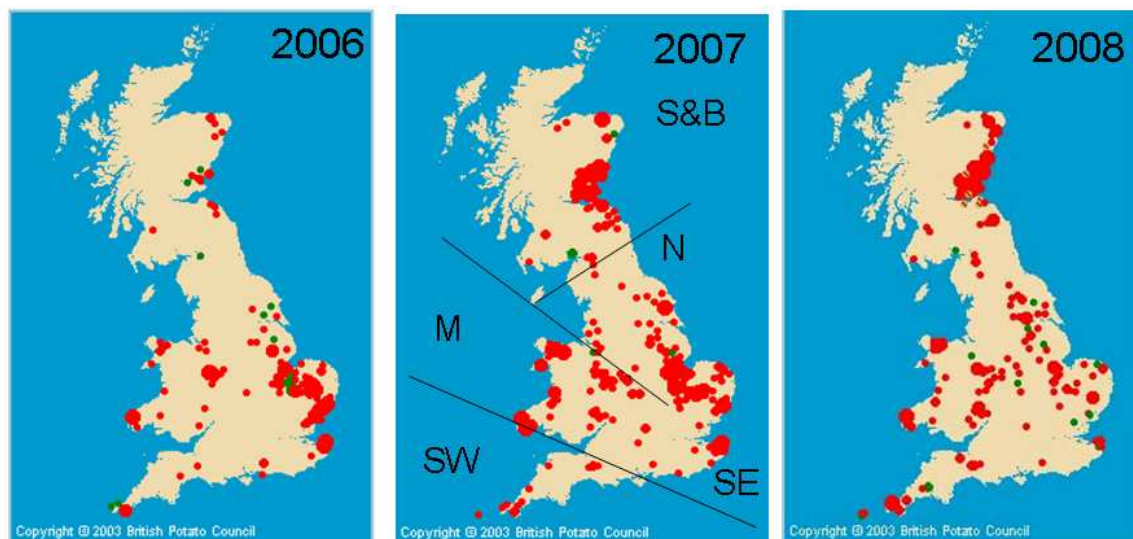 2006
2007
2008
S&B
N
M
SW
SE
Copyright @ 2003 British Potato Council
Copyright @ 2003 British Potato Council
Copyright @ 2003 British Potato Council